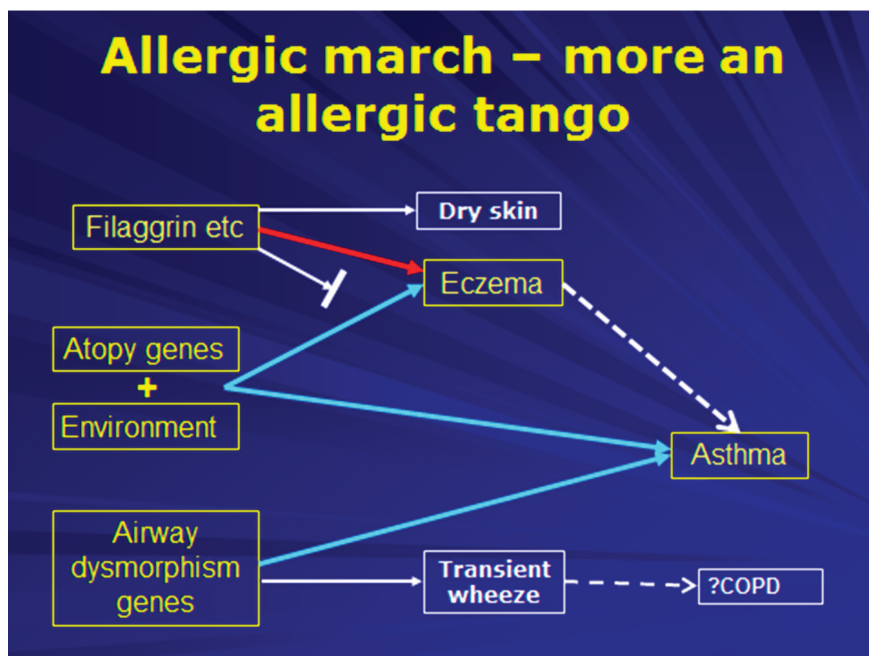 Allergic march – more an
allergic tango
Filaggrin etc
Dry skin
Eczema
Atopy genes
+
Environment
Asthma
Airway
dysmorphism
genes
Transient
wheeze
?COPD